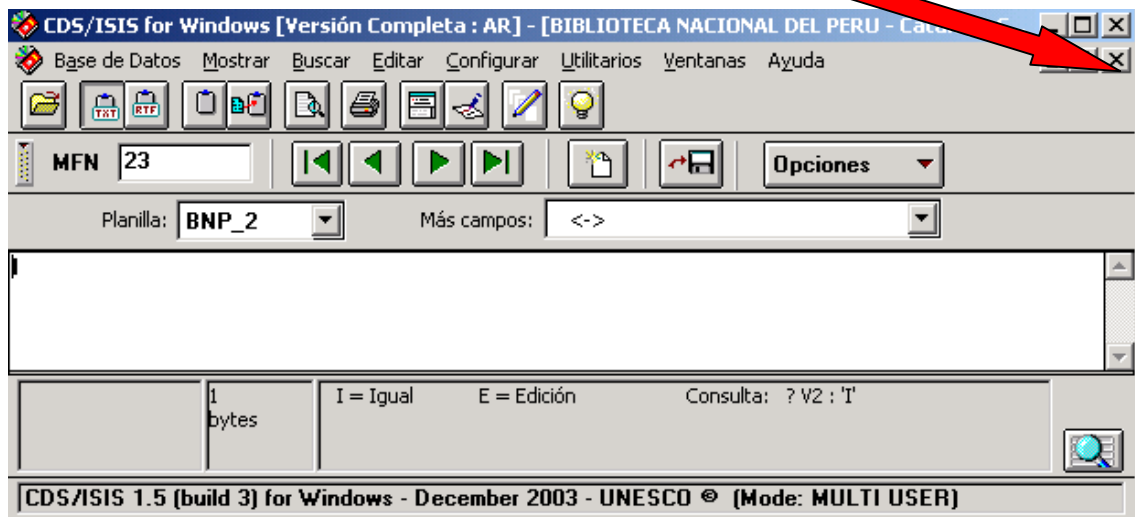 CDS/ISIS for Windows [Versión Completa : AR] - [BIBLIOTECA NACIONAL DEL PERU -
Base de Datos Mostrar Buscar Editar Configurar Utilitarios Ventanas Ayuda
TXT RTF
MFN 23 Opciones
Planilla: BNP_2 Más campos: <->
1 I = Igual E = Edición Consulta: ? V2 : 'I'
bytes
CDS/ISIS 1.5 (build 3) for Windows - December 2003 - UNESCO © (Mode: MULTI USER)